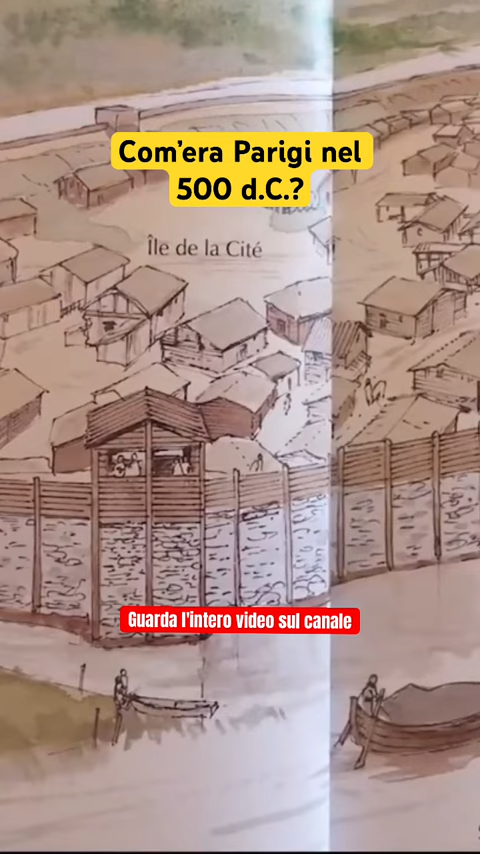 Com'era Parigi nel
500 d.C.?
Île de la Cité
Guarda l'intero video sul canale